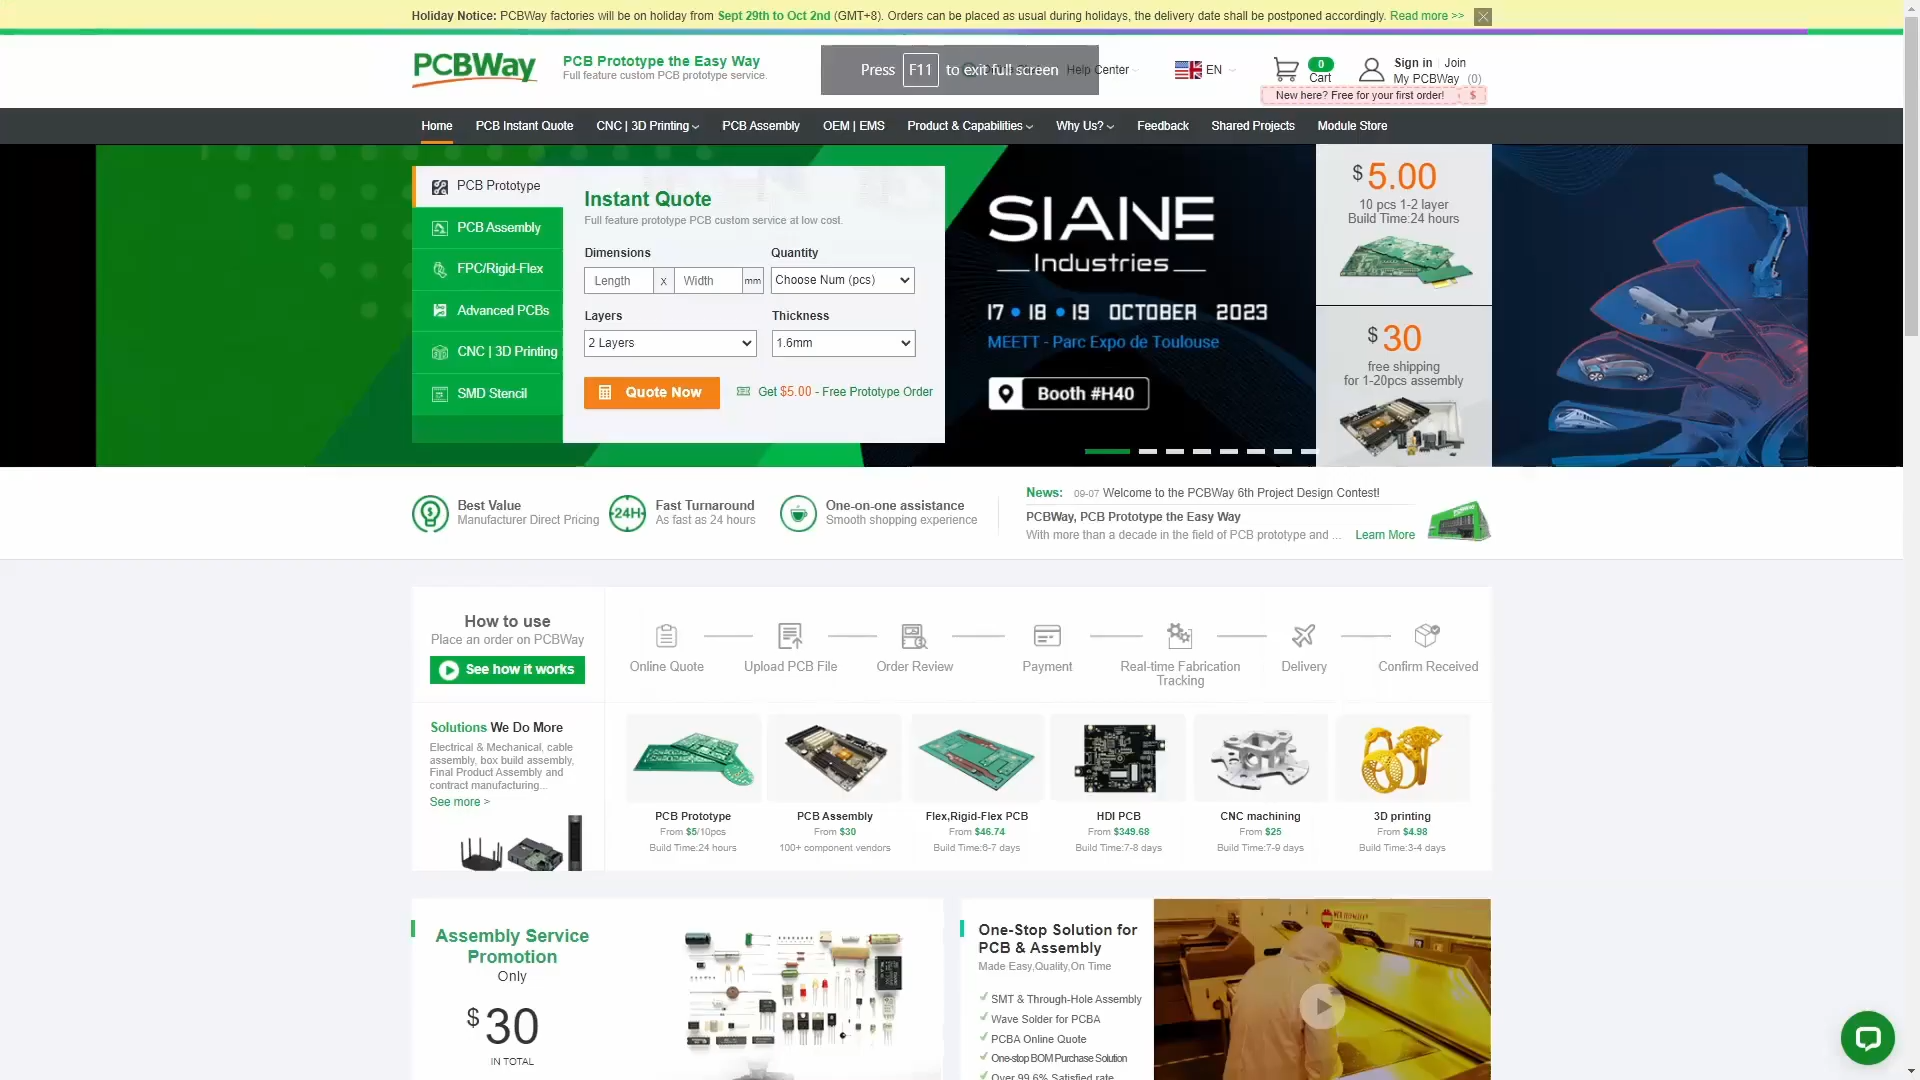 Holiday Notice: PCBWay factories will be on holiday from Sept 29th to Oct 2nd (GMT+8). Orders can be placed as usual during holidays, the delivery date shall be postponed accordingly. Read more >>
PCBWay
PCB Prototype the Easy Way
Full feature custom PCB prototype service.
Press F11 to exit full screen
Help Center
EN
0
Cart
Sign in Join
My PCBWay (0)
New here? Free for your first order! $
Home PCB Instant Quote CNC | 3D Printing PCB Assembly OEM | EMS Product & Capabilities Why Us? Feedback Shared Projects Module Store
PCB Prototype
PCB Assembly
FPC/Rigid-Flex
Advanced PCBs
CNC | 3D Printing
SMD Stencil
Instant Quote
Full feature prototype PCB custom service at low cost.
Dimensions Quantity
Length x Width mm Choose Num (pcs)
Layers Thickness
2 Layers 1.6mm
Quote Now Get $5.00 - Free Prototype Order
SIANE
Industries
17 • 18 • 19 OCTOBER 2023
MEETT - Parc Expo de Toulouse
Booth #H40
$5.00
10 pcs 1-2 layer
Build Time:24 hours
$30
free shipping
for 1-20pcs assembly
Best Value
Manufacturer Direct Pricing
24H
Fast Turnaround
As fast as 24 hours
One-on-one assistance
Smooth shopping experience
News: 09-07 Welcome to the PCBWay 6th Project Design Contest!
PCBWay, PCB Prototype the Easy Way
With more than a decade in the field of PCB prototype and ... Learn More
How to use
Place an order on PCBWay
See how it works
Online Quote
Upload PCB File
Order Review
Payment
Real-time Fabrication
Tracking
Delivery
Confirm Received
Solutions We Do More
Electrical & Mechanical, cable
assembly, box build assembly,
Final Product Assembly and
contract manufacturing...
See more >
PCB Prototype
From $5/10pcs
Build Time:24 hours
PCB Assembly
From $30
100+ component vendors
Flex,Rigid-Flex PCB
From $46.74
Build Time:6-7 days
HDI PCB
From $349.68
Build Time:7-8 days
CNC machining
From $25
Build Time:7-9 days
3D printing
From $4.98
Build Time:3-4 days
Assembly Service
Promotion
Only
$30
IN TOTAL
One-Stop Solution for
PCB & Assembly
Made Easy,Quality,On Time
SMT & Through-Hole Assembly
Wave Solder for PCBA
PCBA Online Quote
One-stop BOM Purchase Solution
Over 99.6% Satisfied rate